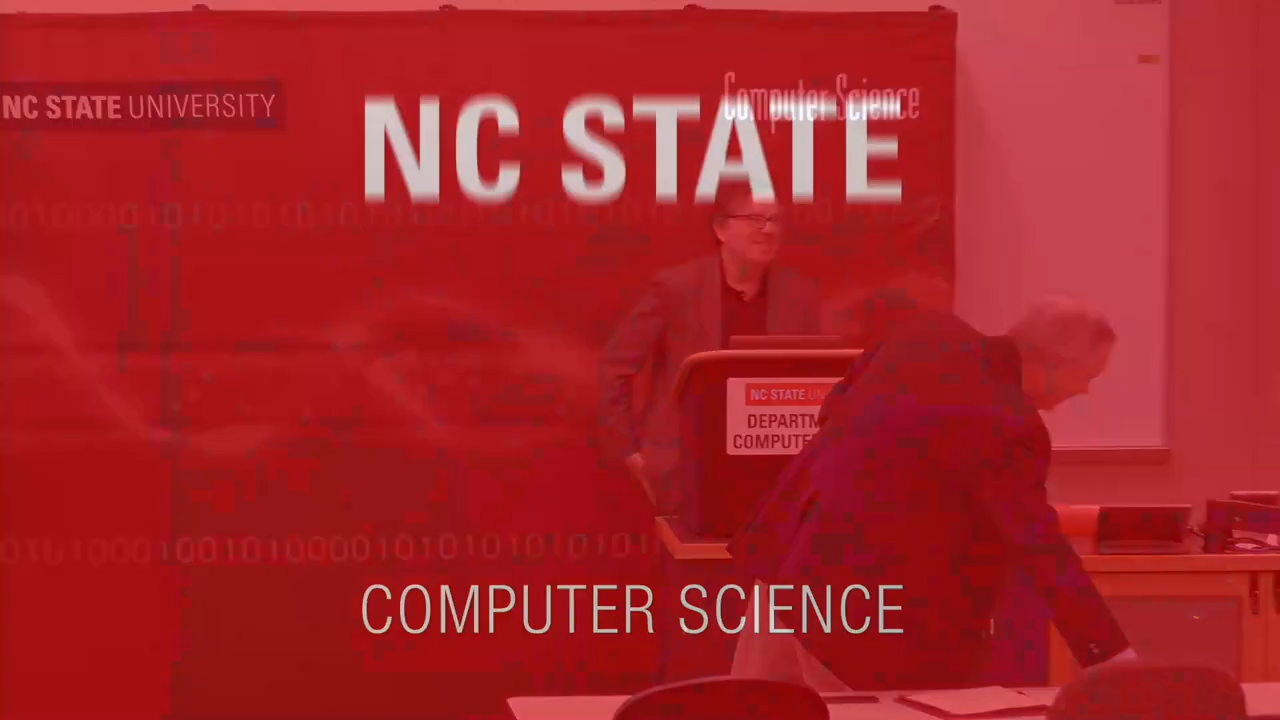 NC STATE UNIVERSITY
Computer Science
NC STATE
NC STATE
DEPARTM
COMPUTE
COMPUTER SCIENCE